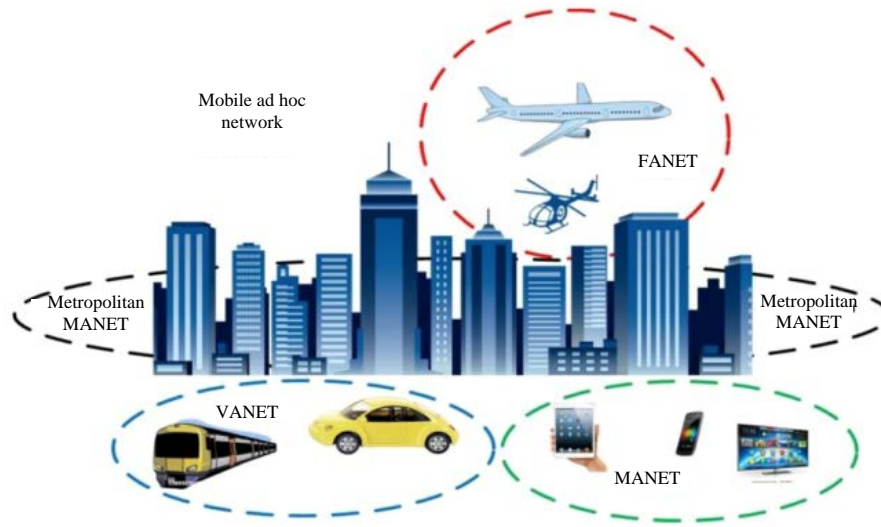 Mobile ad hoc
network
FANET
Metropolitan
MANET
Metropolitan
MANET
VANET
MANET